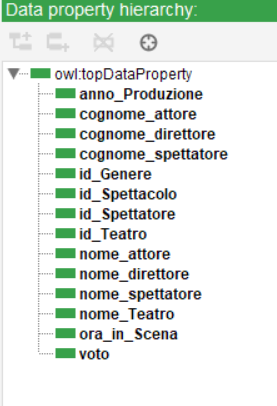 Data property hierarchy:
owl:topDataProperty
anno_Produzione
cognome_attore
cognome_direttore
cognome_spettatore
id_Genere
id_Spettacolo
id_Spettatore
id_Teatro
nome_attore
nome_direttore
nome_spettatore
nome_Teatro
ora_in_Scena
voto